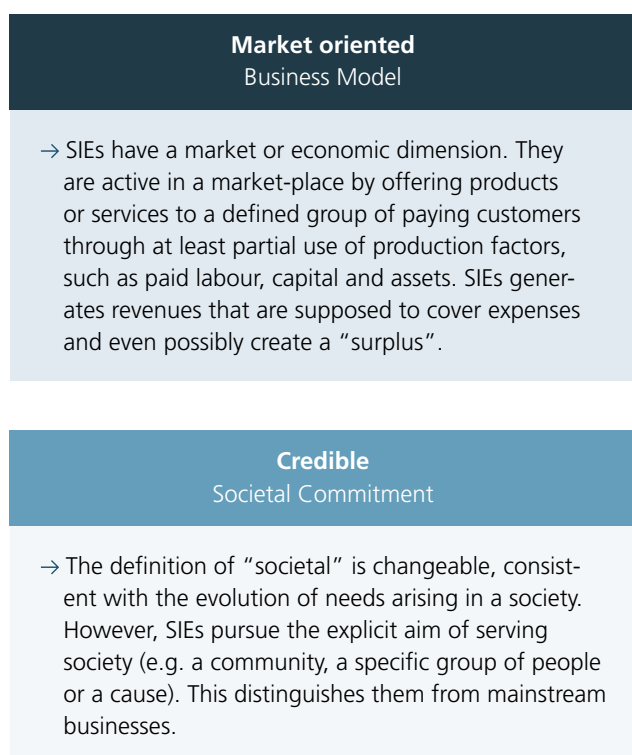 Market oriented
Business Model
→ SIEs have a market or economic dimension. They
are active in a market-place by offering products
or services to a defined group of paying customers
through at least partial use of production factors,
such as paid labour, capital and assets. SIEs gener-
ates revenues that are supposed to cover expenses
and even possibly create a “surplus”.
Credible
Societal Commitment
→ The definition of “societal” is changeable, consist-
ent with the evolution of needs arising in a society.
However, SIEs pursue the explicit aim of serving
society (e.g. a community, a specific group of people
or a cause). This distinguishes them from mainstream
businesses.